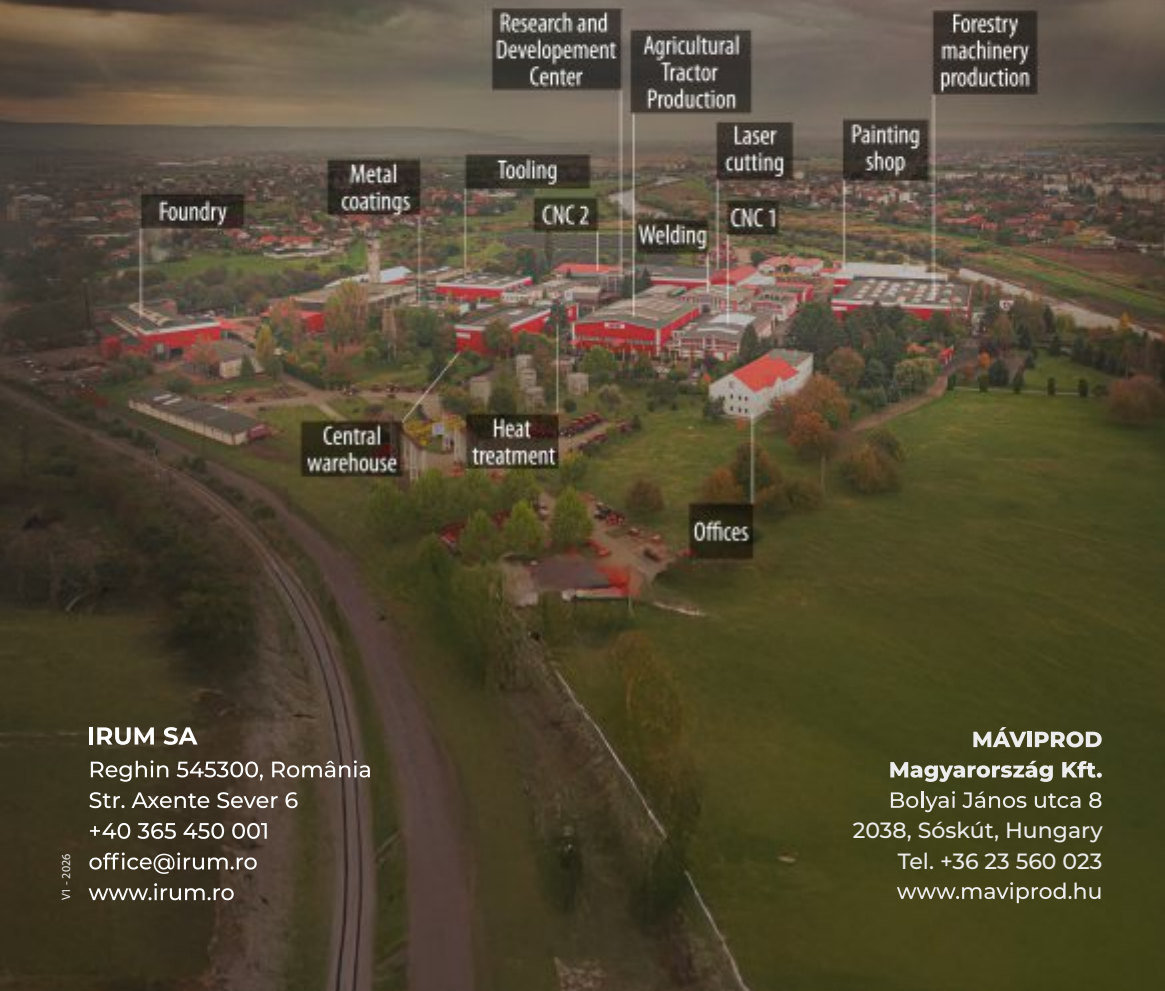 Research and
Developement
Center
Agricultural
Tractor
Production
Forestry
machinery
production
Laser
cutting
Painting
shop
Metal
coatings
Tooling
Foundry
CNC 2
Welding
CNC 1
Central
warehouse
Heat
treatment
Offices
IRUM SA
Reghin 545300, România
Str. Axente Sever 6
+40 365 450 001
office@irum.ro
www.irum.ro
V1 - 2026
MÁVIPROD
Magyarország Kft.
Bolyai János utca 8
2038, Sóskút, Hungary
Tel. +36 23 560 023
www.maviprod.hu